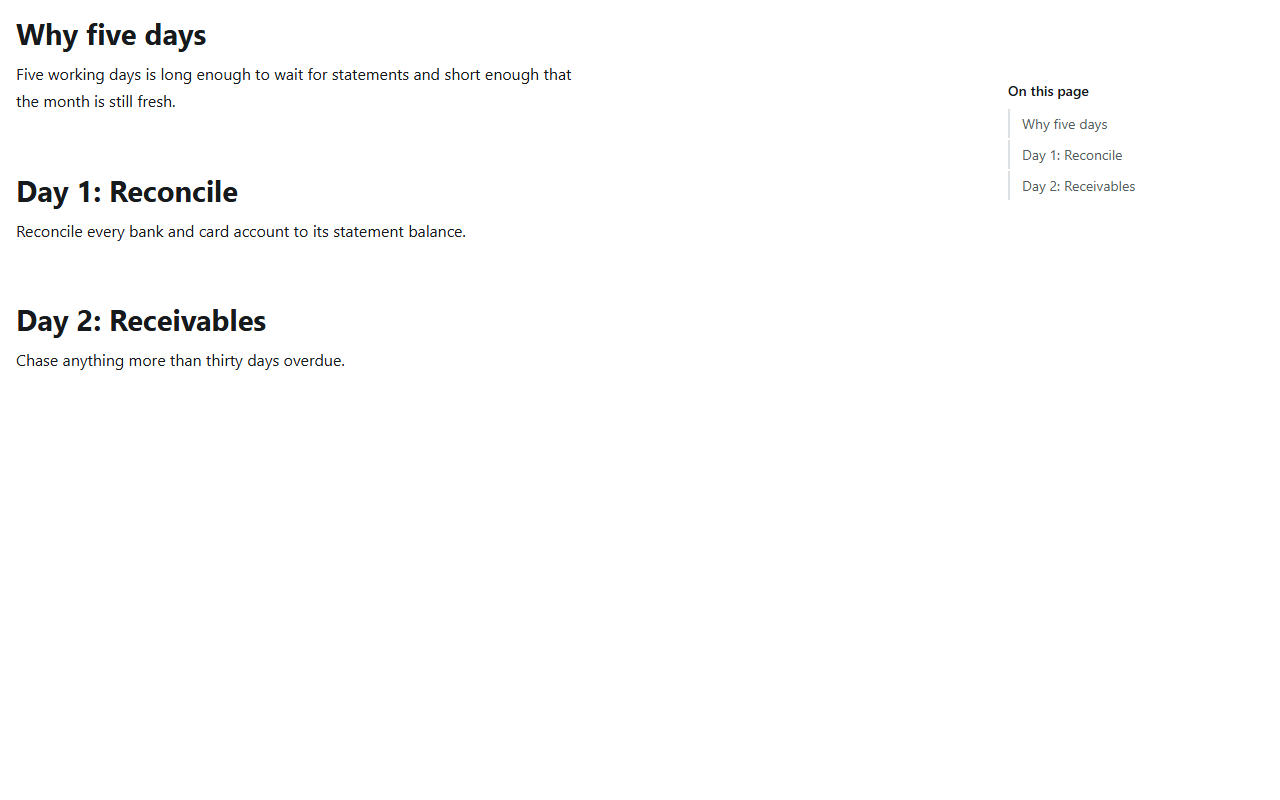 Why five days
Five working days is long enough to wait for statements and short enough that
the month is still fresh.
Day 1: Reconcile
Reconcile every bank and card account to its statement balance.
Day 2: Receivables
Chase anything more than thirty days overdue.
On this page
Why five days
Day 1: Reconcile
Day 2: Receivables